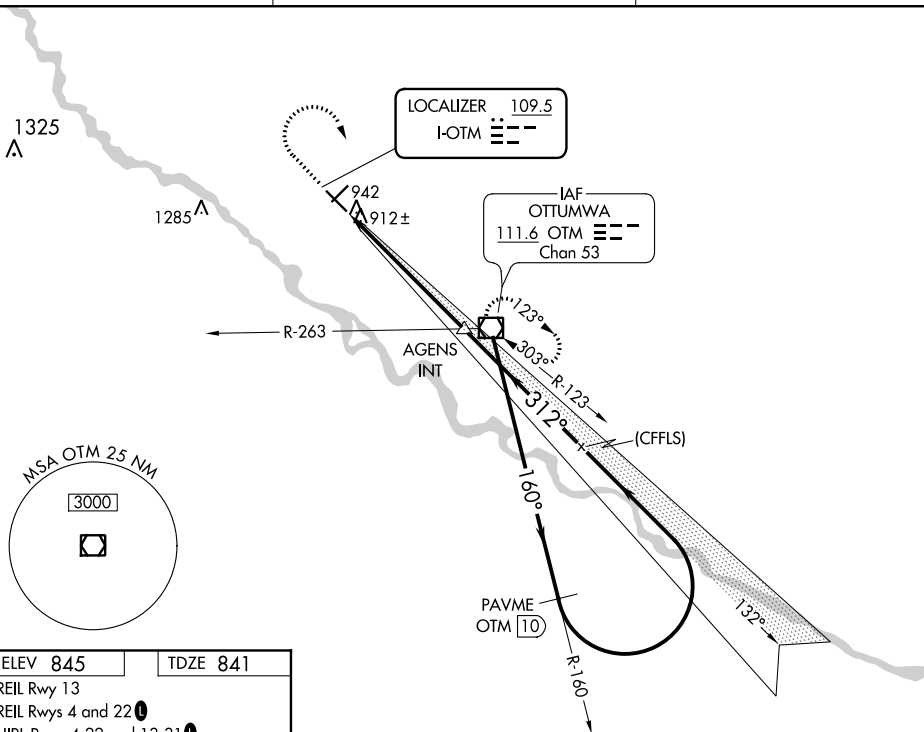 LOCALIZER 109.5
I-OTM
1325
942
912±
1285
IAF
OTTUMWA
111.6 OTM
Chan 53
123°
R-263
AGENS
INT
303°
R-123
312°
(CFFLS)
MSA OTM 25 NM
3000
160°
PAVME
OTM 10
132°
R-160
ELEV 845
TDZE 841
REIL Rwy 13
REIL Rwys 4 and 22 L